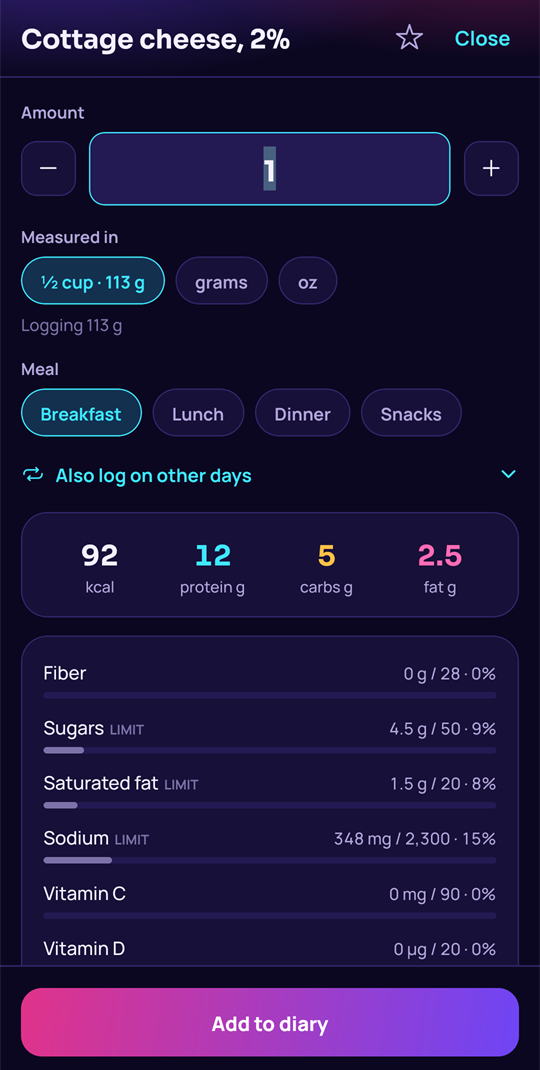 Cottage cheese, 2% Close
Amount
− 1 +
Measured in
½ cup · 113 g grams oz
Logging 113 g
Meal
Breakfast Lunch Dinner Snacks
Also log on other days
92 12 5 2.5
kcal protein g carbs g fat g
Fiber 0 g / 28 · 0%
Sugars LIMIT 4.5 g / 50 · 9%
Saturated fat LIMIT 1.5 g / 20 · 8%
Sodium LIMIT 348 mg / 2,300 · 15%
Vitamin C 0 mg / 90 · 0%
Vitamin D 0 µg / 20 · 0%
Add to diary